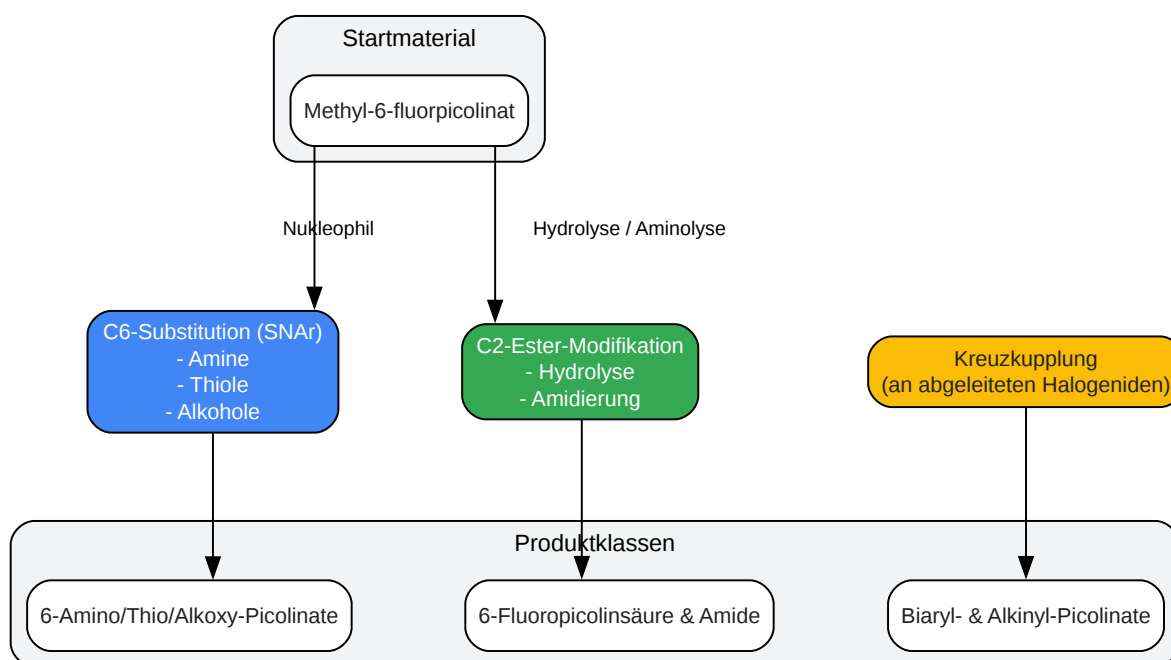 Startmaterial
Methyl-6-fluorpicolinat
Nukleophil
Hydrolyse / Aminolyse
C6-Substitution (SNAr)
- Amine
- Thiole
- Alkohole
C2-Ester-Modifikation
- Hydrolyse
- Amidierung
Kreuzkupplung
(an abgeleiteten Halogeniden)
Produktklassen
6-Amino/Thio/Alkoxy-Picolinate
6-Fluoropicolinsäure & Amide
Biaryl- & Alkinyl-Picolinate